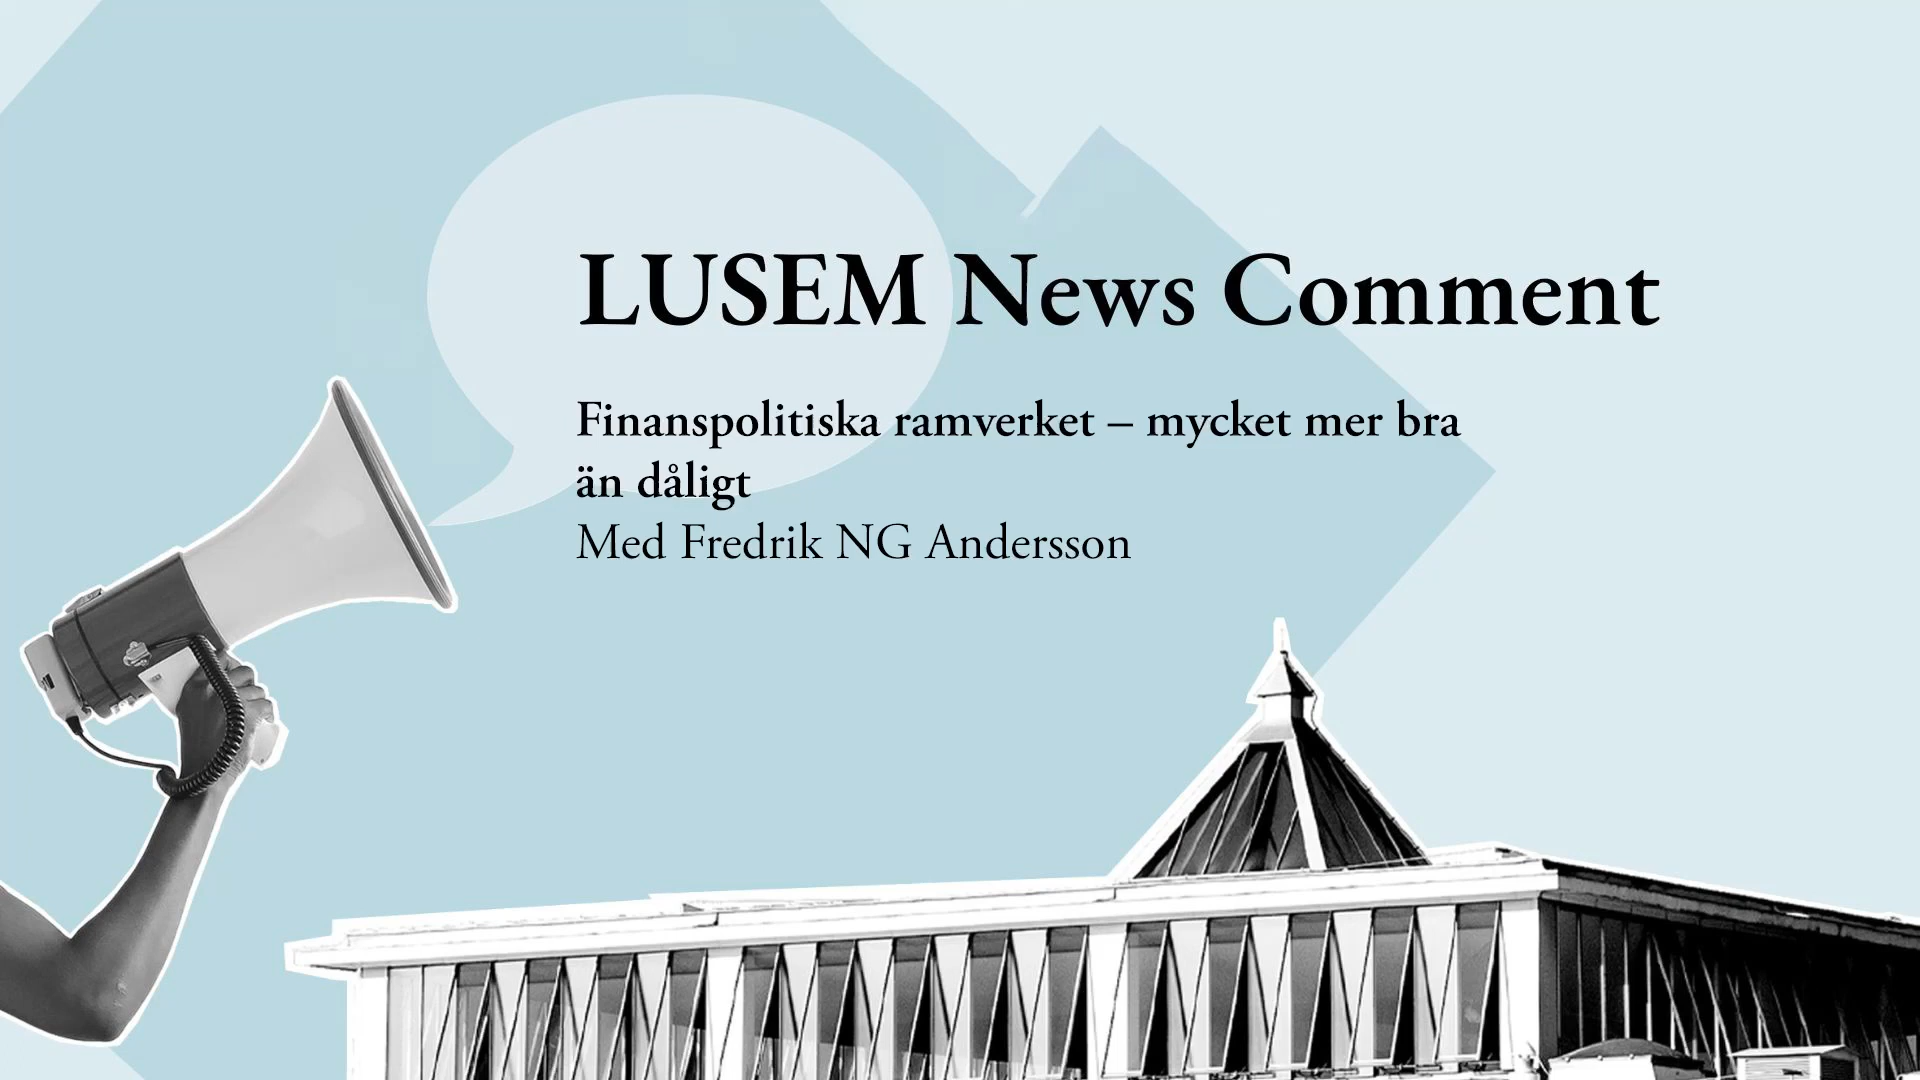 LUSEM News Comment
Finanspolitiska ramverket – mycket mer bra
än dåligt
Med Fredrik NG Andersson